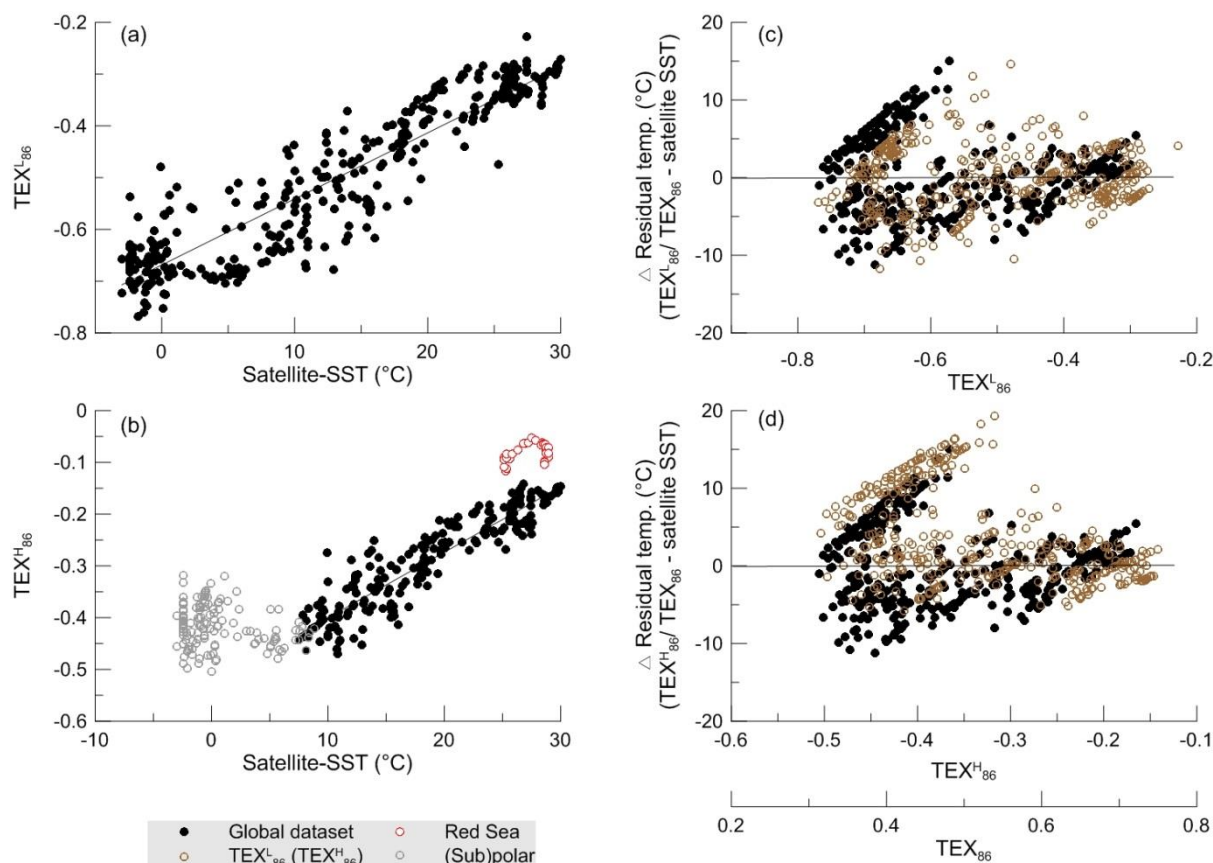 (a)
-0.2
-0.4
-0.6
-0.8
TEX^L_86
0
10
20
30
Satellite-SST (°C)
(b)
0
-0.1
-0.2
-0.3
-0.4
-0.5
-0.6
TEX^H_86
-10
0
10
20
30
Satellite-SST (°C)
Global dataset
Red Sea
TEX^L_86 (TEX^H_86)
(Sub)polar
(c)
20
10
0
-10
-20
△ Residual temp. (°C)
(TEX^L_86/ TEX_86 - satellite SST)
-0.8
-0.6
-0.4
-0.2
TEX^L_86
(d)
20
10
0
-10
-20
△ Residual temp. (°C)
(TEX^H_86/ TEX_86 - satellite SST)
-0.6
-0.5
-0.4
-0.3
-0.2
-0.1
TEX^H_86
0.2
0.4
0.6
0.8
TEX_86